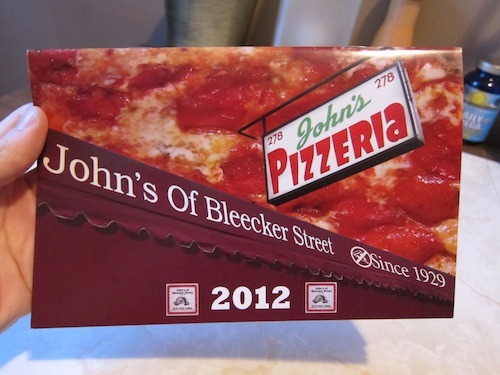 278 John's 278
PIZZERIA
John's Of Bleecker Street Since 1929
2012